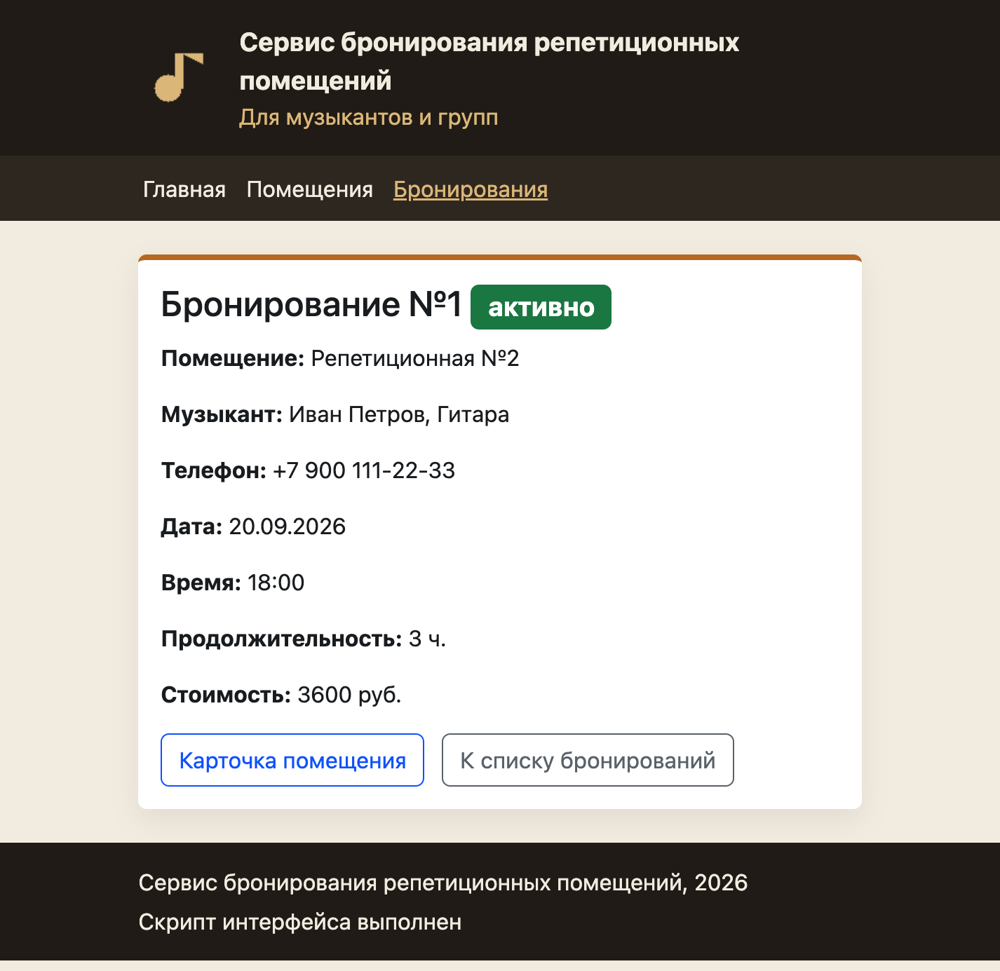 Сервис бронирования репетиционных
помещений
Для музыкантов и групп
Главная Помещения Бронирования
Бронирование №1 активно
Помещение: Репетиционная №2
Музыкант: Иван Петров, Гитара
Телефон: +7 900 111-22-33
Дата: 20.09.2026
Время: 18:00
Продолжительность: 3 ч.
Стоимость: 3600 руб.
Карточка помещения К списку бронирований
Сервис бронирования репетиционных помещений, 2026
Скрипт интерфейса выполнен